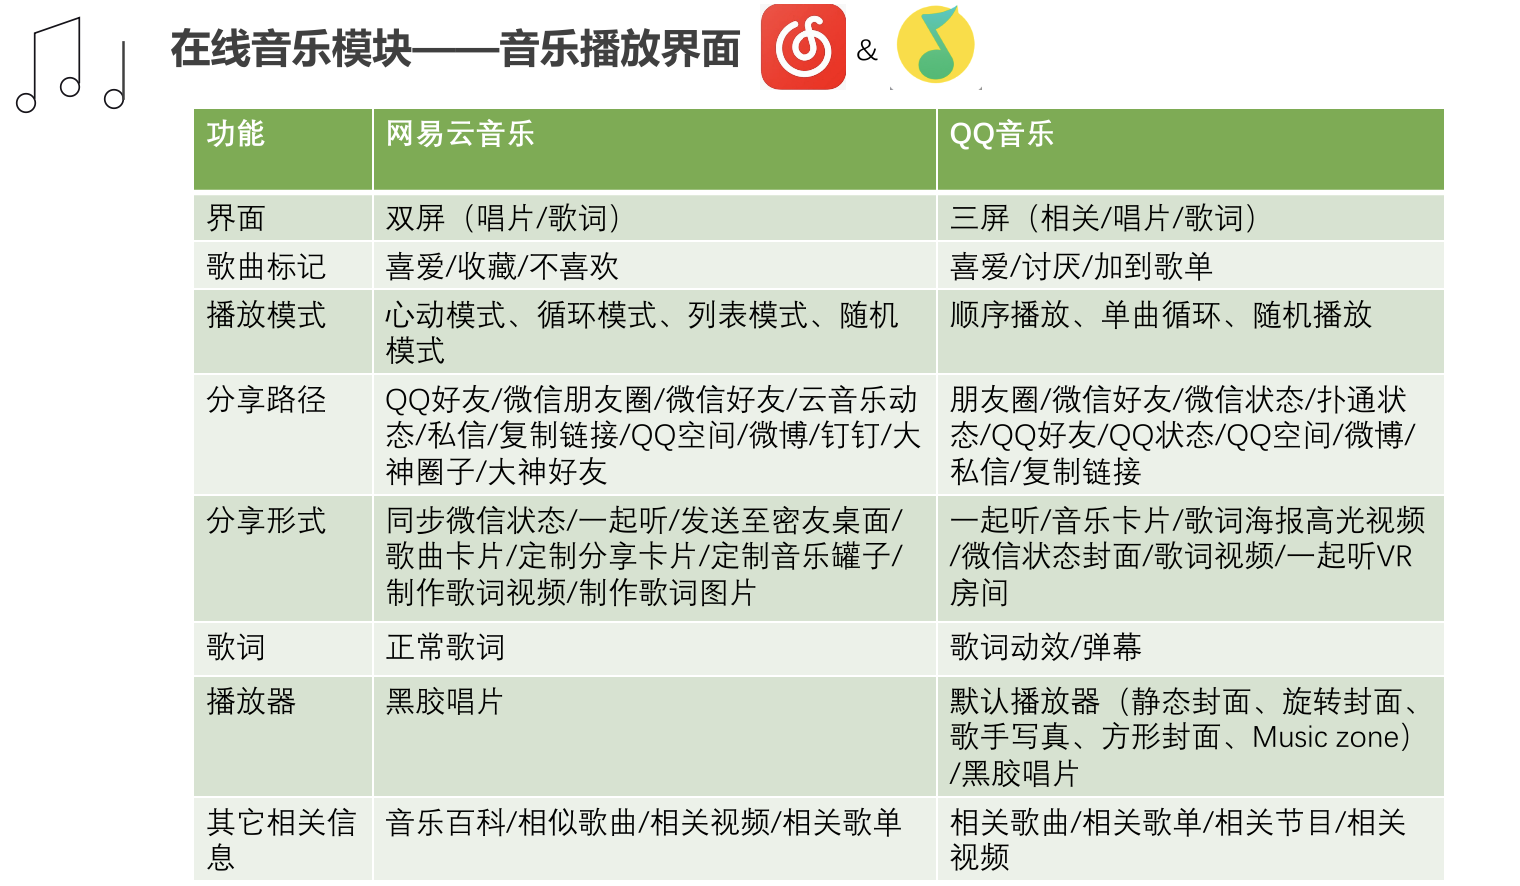 在线音乐模块——音乐播放界面 &
功能 网易云音乐 QQ音乐
界面 双屏（唱片/歌词） 三屏（相关/唱片/歌词）
歌曲标记 喜爱/收藏/不喜欢 喜爱/讨厌/加到歌单
播放模式
心动模式、循环模式、列表模式、随机
模式
顺序播放、单曲循环、随机播放
分享路径
QQ好友/微信朋友圈/微信好友/云音乐动
态/私信/复制链接/QQ空间/微博/钉钉/大
神圈子/大神好友
朋友圈/微信好友/微信状态/扑通状
态/QQ好友/QQ状态/QQ空间/微博/
私信/复制链接
分享形式
同步微信状态/一起听/发送至密友桌面/
歌曲卡片/定制分享卡片/定制音乐罐子/
制作歌词视频/制作歌词图片
一起听/音乐卡片/歌词海报高光视频
/微信状态封面/歌词视频/一起听VR
房间
歌词 正常歌词 歌词动效/弹幕
播放器
黑胶唱片
默认播放器（静态封面、旋转封面、
歌手写真、方形封面、Music zone）
/黑胶唱片
其它相关信
息
音乐百科/相似歌曲/相关视频/相关歌单
相关歌曲/相关歌单/相关节目/相关
视频